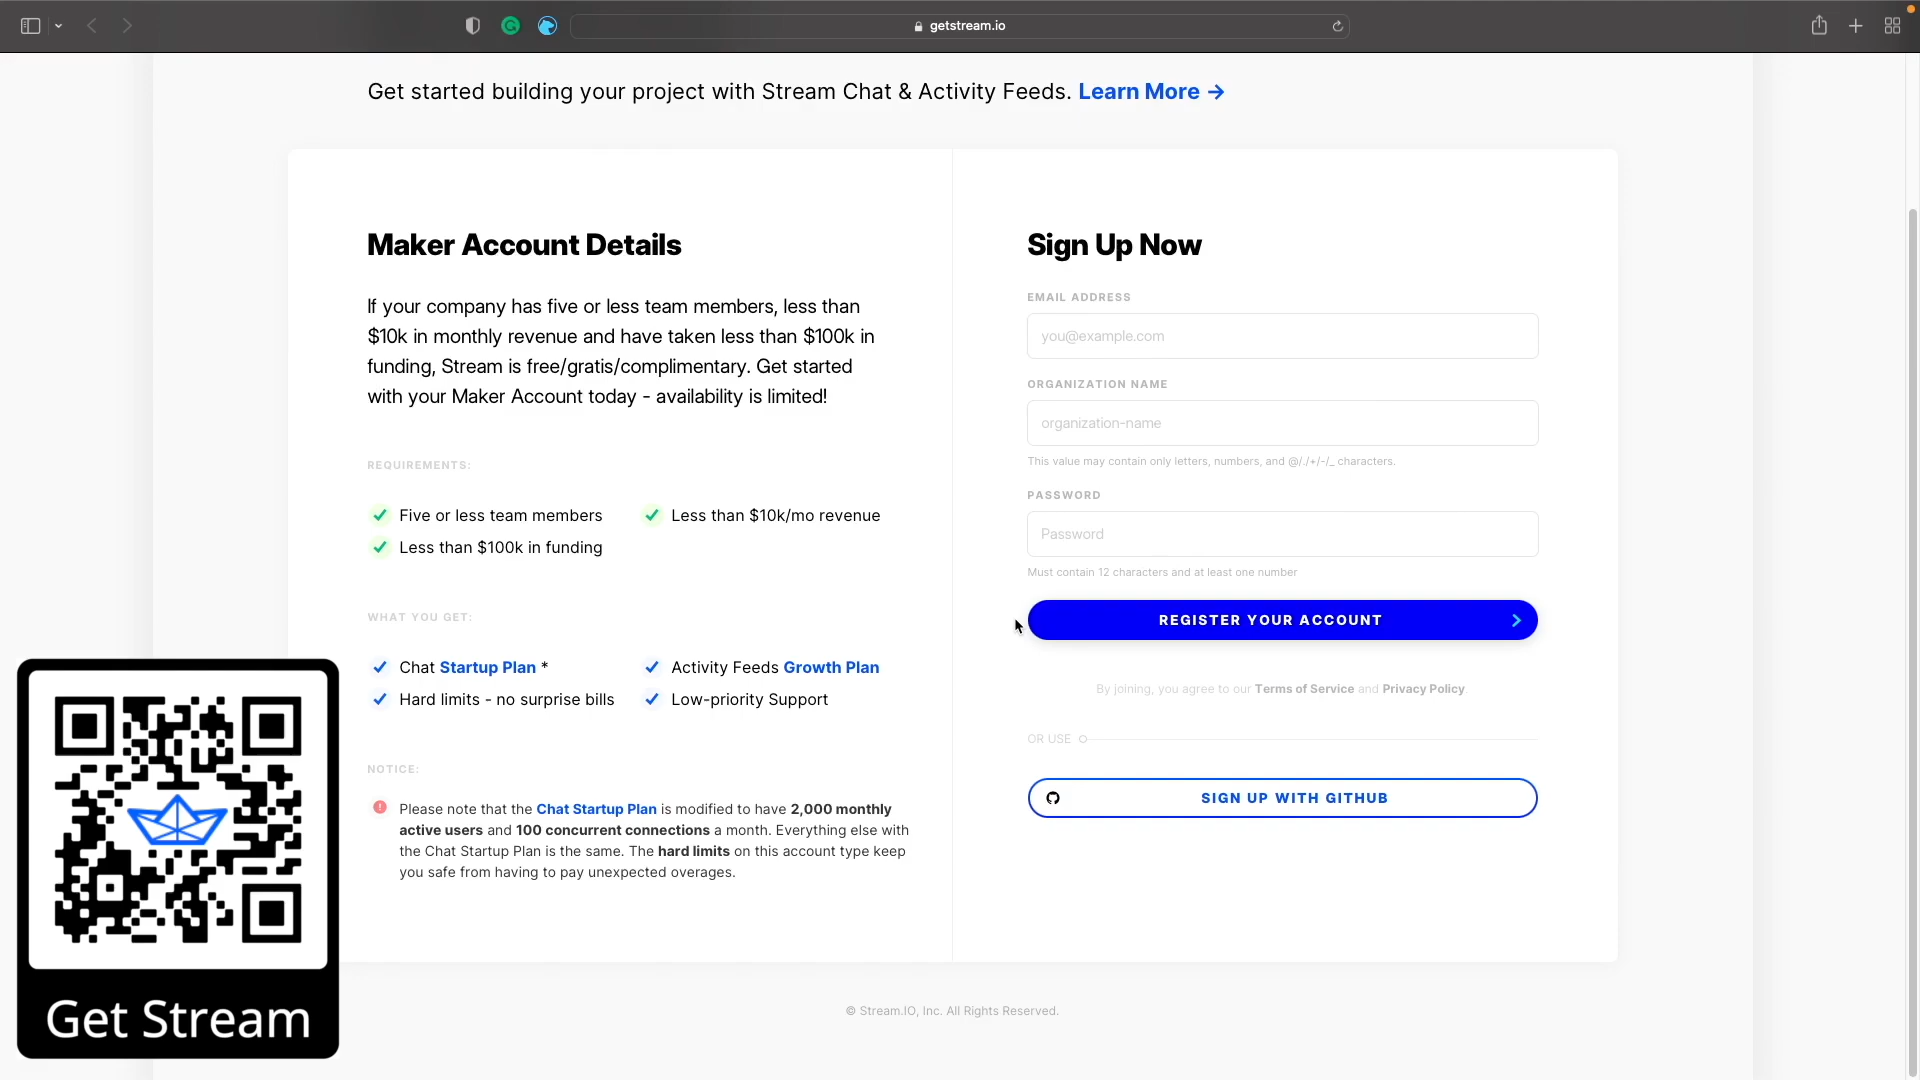 getstream.io
Get started building your project with Stream Chat & Activity Feeds. Learn More →
Maker Account Details
If your company has five or less team members, less than
$10k in monthly revenue and have taken less than $100k in
funding, Stream is free/gratis/complimentary. Get started
with your Maker Account today - availability is limited!
REQUIREMENTS:
Five or less team members
Less than $10k/mo revenue
Less than $100k in funding
WHAT YOU GET:
Chat Startup Plan *
Activity Feeds Growth Plan
Hard limits - no surprise bills
Low-priority Support
NOTICE:
Please note that the Chat Startup Plan is modified to have 2,000 monthly
active users and 100 concurrent connections a month. Everything else with
the Chat Startup Plan is the same. The hard limits on this account type keep
you safe from having to pay unexpected overages.
Sign Up Now
EMAIL ADDRESS
you@example.com
ORGANIZATION NAME
organization-name
This value may contain only letters, numbers, and @/./+/-/_ characters.
PASSWORD
Password
Must contain 12 characters and at least one number
REGISTER YOUR ACCOUNT
By joining, you agree to our Terms of Service and Privacy Policy
OR USE
SIGN UP WITH GITHUB
© Stream.IO, Inc. All Rights Reserved.
Get Stream